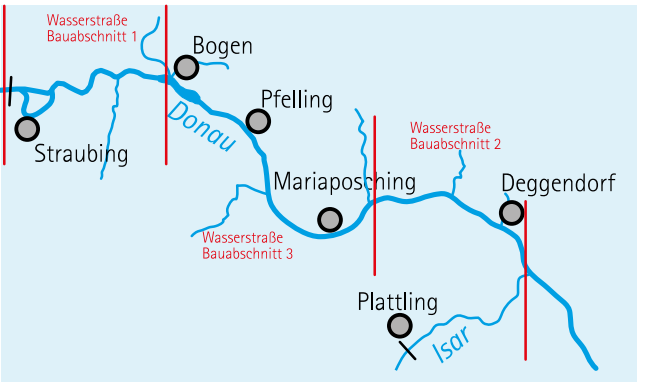 Wasserstraße
Bauabschnitt 1
Bogen
Pfelling
Donau
Straubing
Wasserstraße
Bauabschnitt 2
Mariaposching
Deggendorf
Wasserstraße
Bauabschnitt 3
Plattling
Isar